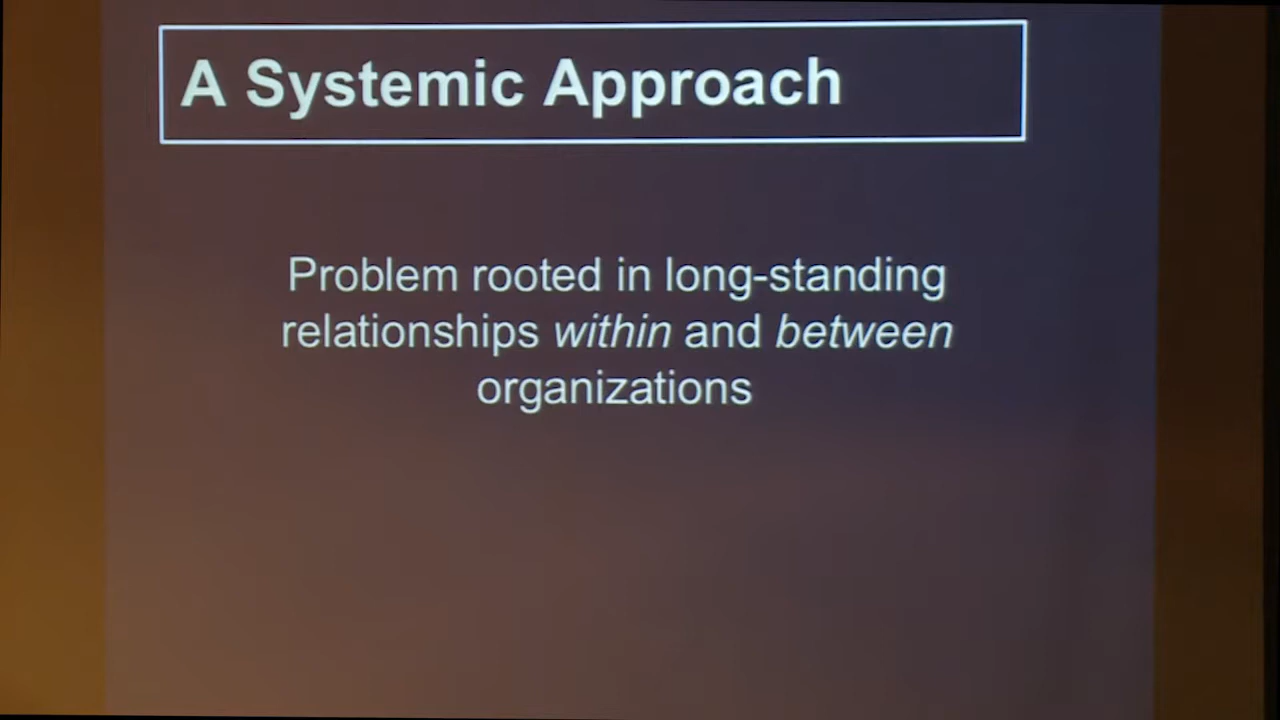 A Systemic Approach
Problem rooted in long-standing
relationships within and between
organizations